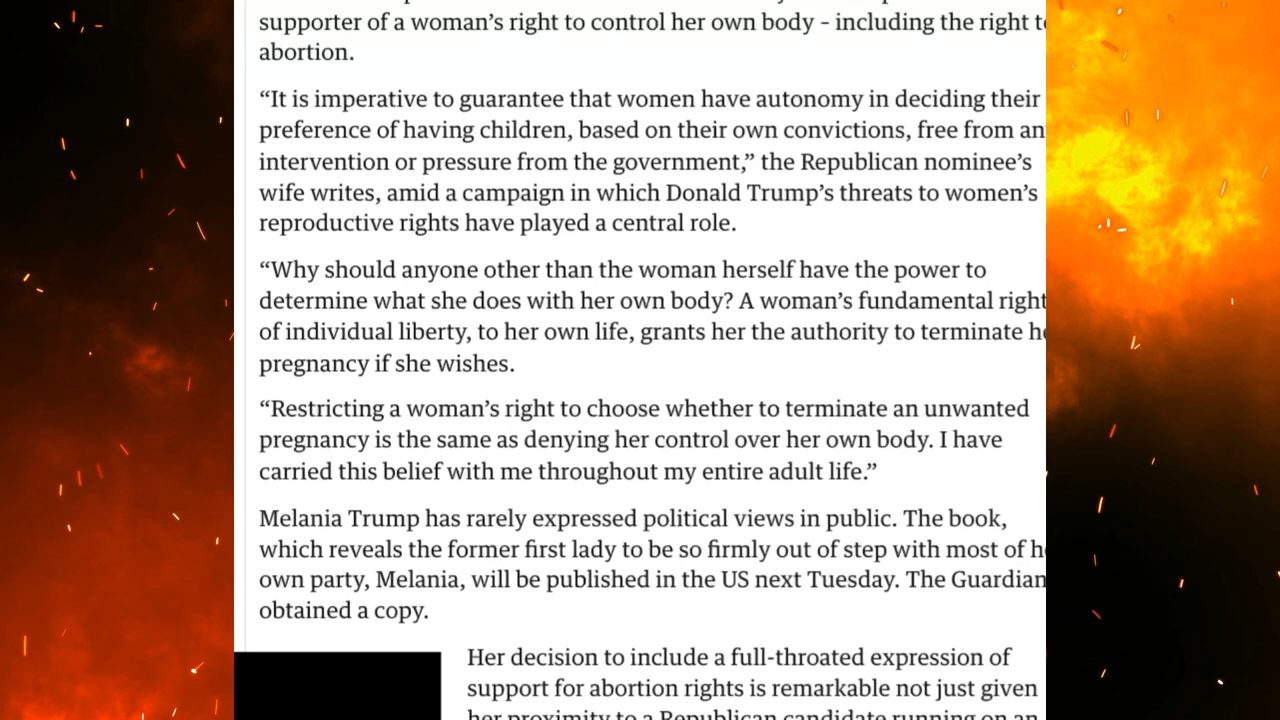 supporter of a woman’s right to control her own body – including the right
abortion.
“It is imperative to guarantee that women have autonomy in deciding their
preference of having children, based on their own convictions, free from
intervention or pressure from the government,” the Republican nominee’s
wife writes, amid a campaign in which Donald Trump’s threats to women’s
reproductive rights have played a central role.
“Why should anyone other than the woman herself have the power to
determine what she does with her own body? A woman’s fundamental right
of individual liberty, to her own life, grants her the authority to terminate
pregnancy if she wishes.
“Restricting a woman’s right to choose whether to terminate an unwanted
pregnancy is the same as denying her control over her own body. I have
carried this belief with me throughout my entire adult life.”
Melania Trump has rarely expressed political views in public. The book,
which reveals the former first lady to be so firmly out of step with most of
own party, Melania, will be published in the US next Tuesday. The Guardian
obtained a copy.
Her decision to include a full-throated expression of
support for abortion rights is remarkable not just given
her proximity to a Republican candidate running on an